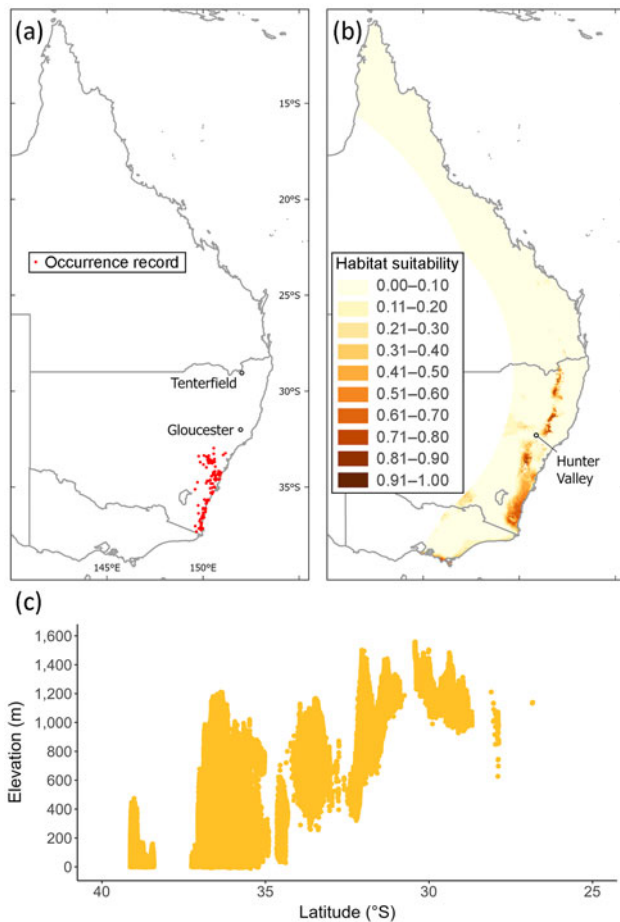 (a)
(b)
15°S
20°S
Occurrence record
25°S
Habitat suitability
0.00–0.10
0.11–0.20
0.21–0.30
0.31–0.40
0.41–0.50
0.51–0.60
0.61–0.70
0.71–0.80
0.81–0.90
0.91–1.00
Tenterfield
30°S
Gloucester
Hunter
Valley
35°S
145°E
150°E
(c)
1,600
1,400
1,200
1,000
800
600
400
200
0
Elevation (m)
40
35
30
25
Latitude (°S)